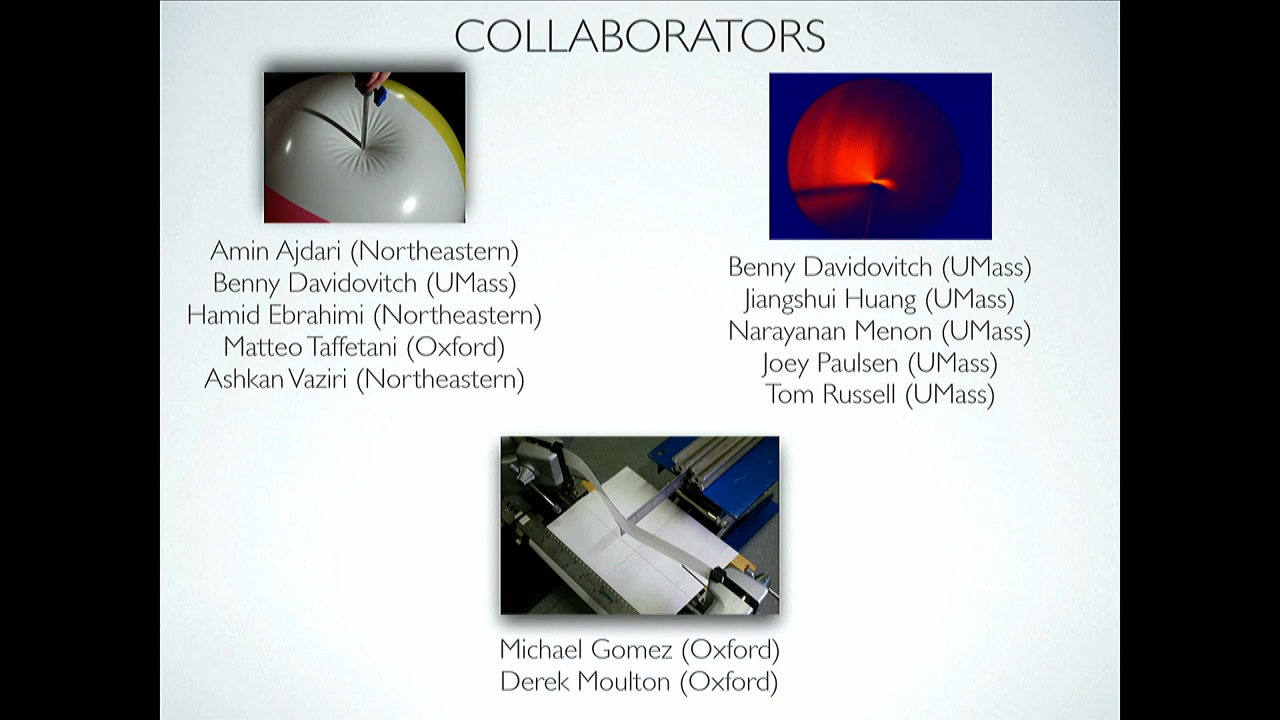 COLLABORATORS
Amin Ajdari (Northeastern)
Benny Davidovitch (UMass)
Hamid Ebrahimi (Northeastern)
Matteo Taffetani (Oxford)
Ashkan Vaziri (Northeastern)
Benny Davidovitch (UMass)
Jiangshui Huang (UMass)
Narayanan Menon (UMass)
Joey Paulsen (UMass)
Tom Russell (UMass)
Michael Gomez (Oxford)
Derek Moulton (Oxford)